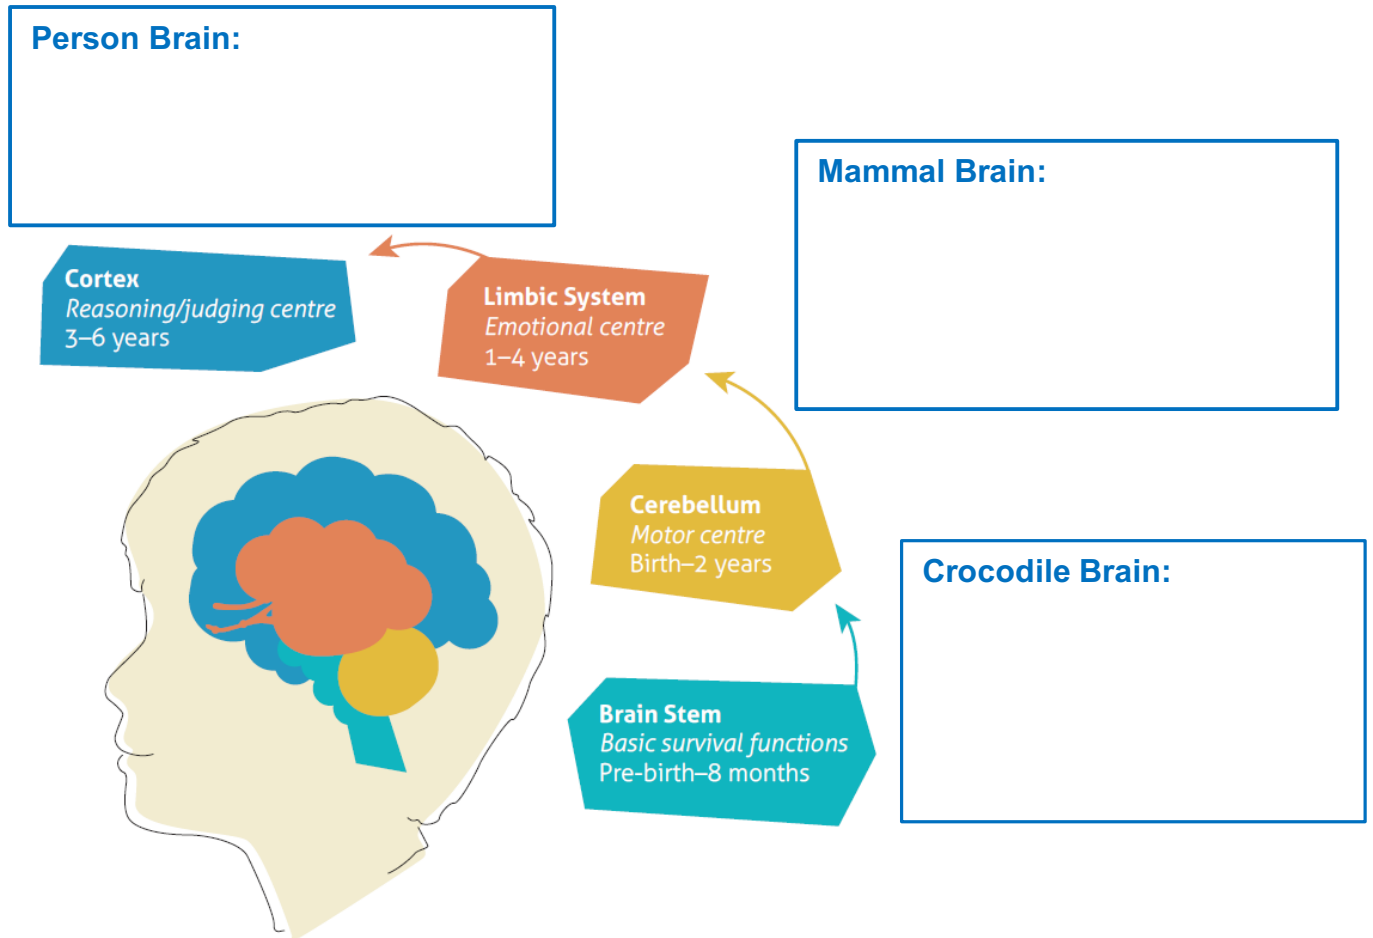 Person Brain:
Mammal Brain:
Cortex
Reasoning/judging centre
3–6 years
Limbic System
Emotional centre
1–4 years
Cerebellum
Motor centre
Birth–2 years
Crocodile Brain:
Brain Stem
Basic survival functions
Pre-birth–8 months